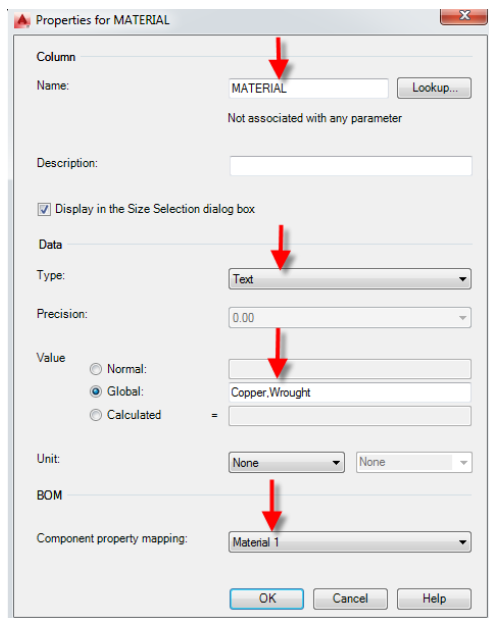 Properties for MATERIAL
Column
Name:
MATERIAL
Lookup...
Not associated with any parameter
Description:
Display in the Size Selection dialog box
Data
Type:
Text
Precision:
0.00
Value
Normal:
Global:
Copper,Wrought
Calculated =
Unit:
None
None
BOM
Component property mapping:
Material 1
OK Cancel Help